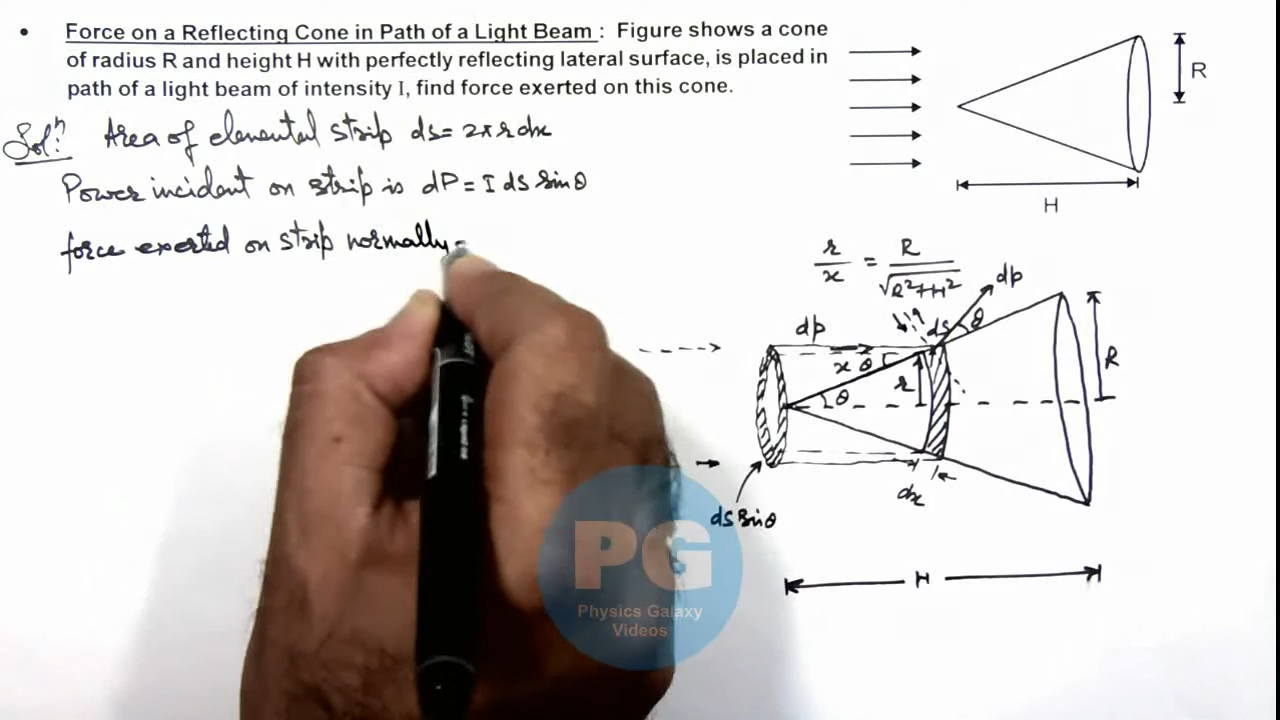 • Force on a Reflecting Cone in Path of a Light Beam : Figure shows a cone
of radius R and height H with perfectly reflecting lateral surface, is placed in
path of a light beam of intensity I, find force exerted on this cone.
R
H
Solⁿ: Area of elemental strip ds = 2πr dx
Power incident on strip is dP = I ds sinθ
force exerted on strip normally =
r/x = R/√R²+H²
dp
dp
ds
θ
x
θ
r
θ
R
dx
ds sinθ
H
PG
Physics Galaxy
Videos